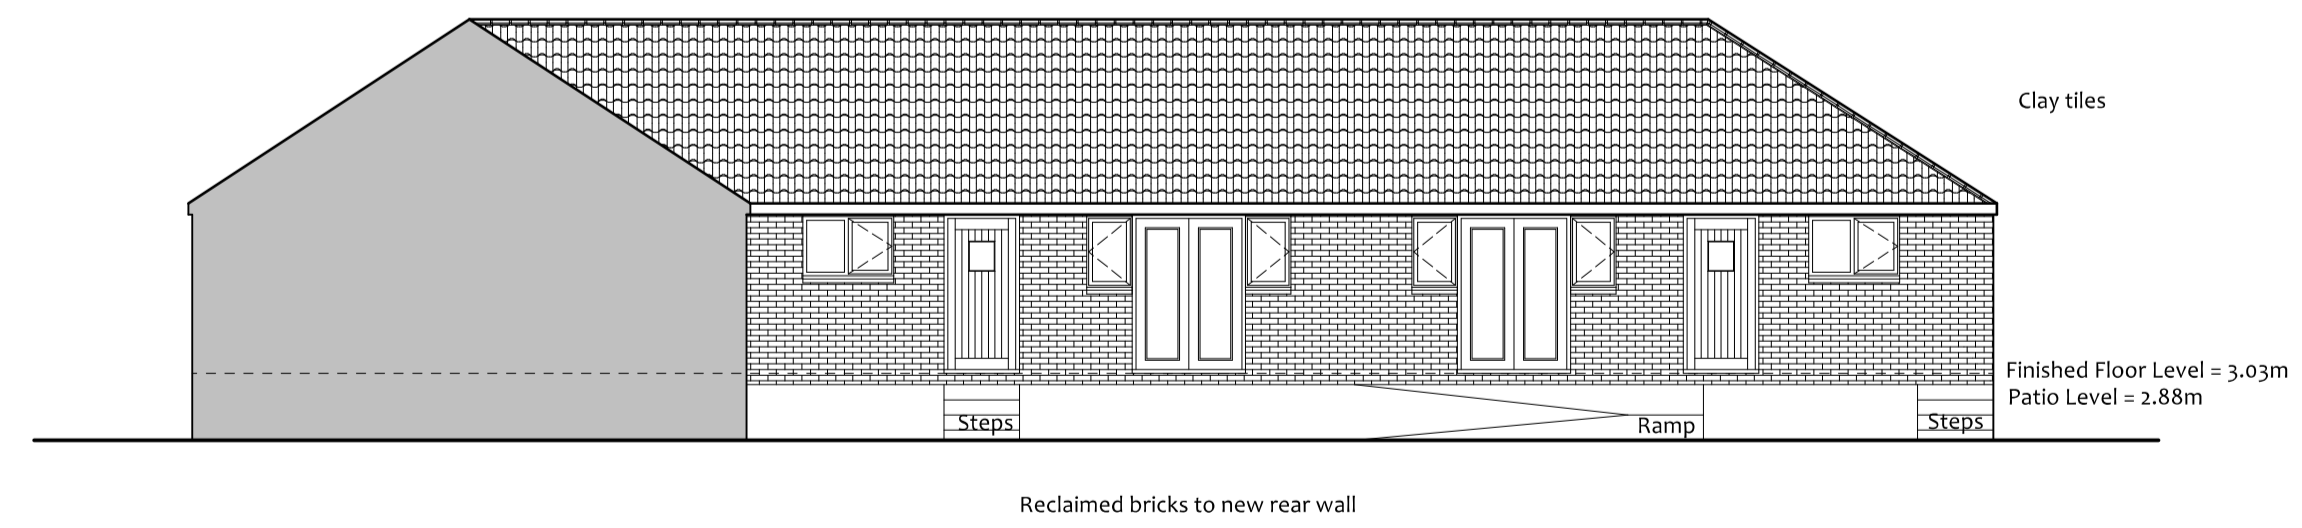 Clay tiles
Finished Floor Level = 3.03m
Patio Level = 2.88m
Steps
Ramp
Steps
Reclaimed bricks to new rear wall